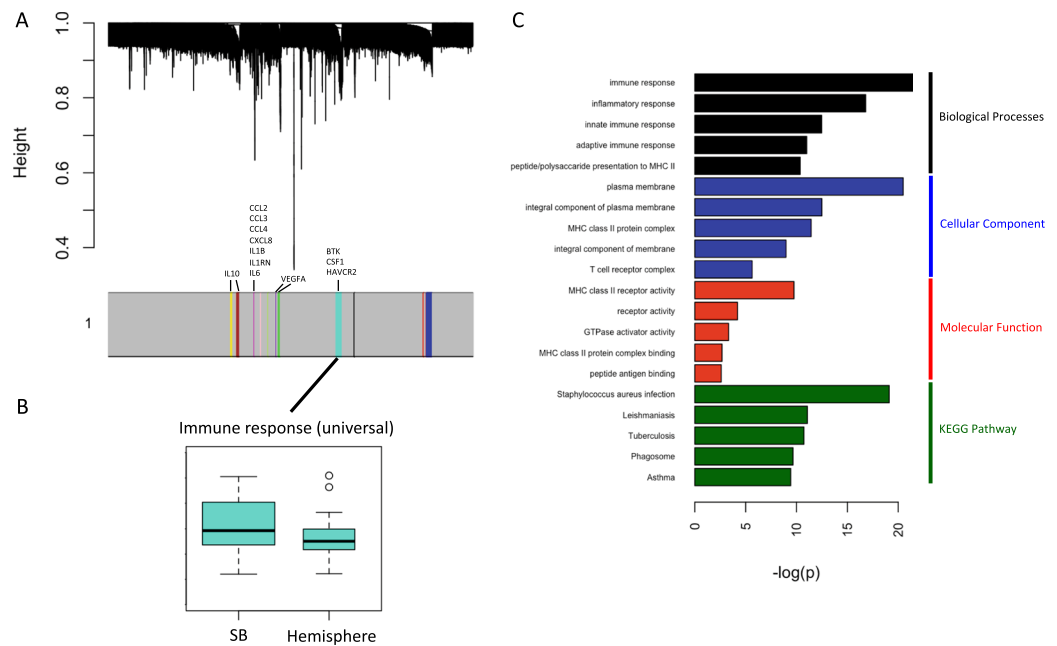 A
Height
1.0
0.8
0.6
0.4
CCL2
CCL3
CCL4
CXCL8
IL1B
IL1RN
IL6
IL10
VEGFA
BTK
CSF1
HAVCR2
1
B
Immune response (universal)
SB
Hemisphere
C
immune response
inflammatory response
innate immune response
adaptive immune response
peptide/polysaccaride presentation to MHC II
Biological Processes
plasma membrane
integral component of plasma membrane
MHC class II protein complex
integral component of membrane
T cell receptor complex
Cellular Component
MHC class II receptor activity
receptor activity
GTPase activator activity
MHC class II protein complex binding
peptide antigen binding
Molecular Function
Staphylococcus aureus infection
Leishmaniasis
Tuberculosis
Phagosome
Asthma
KEGG Pathway
0
5
10
15
20
-log(p)